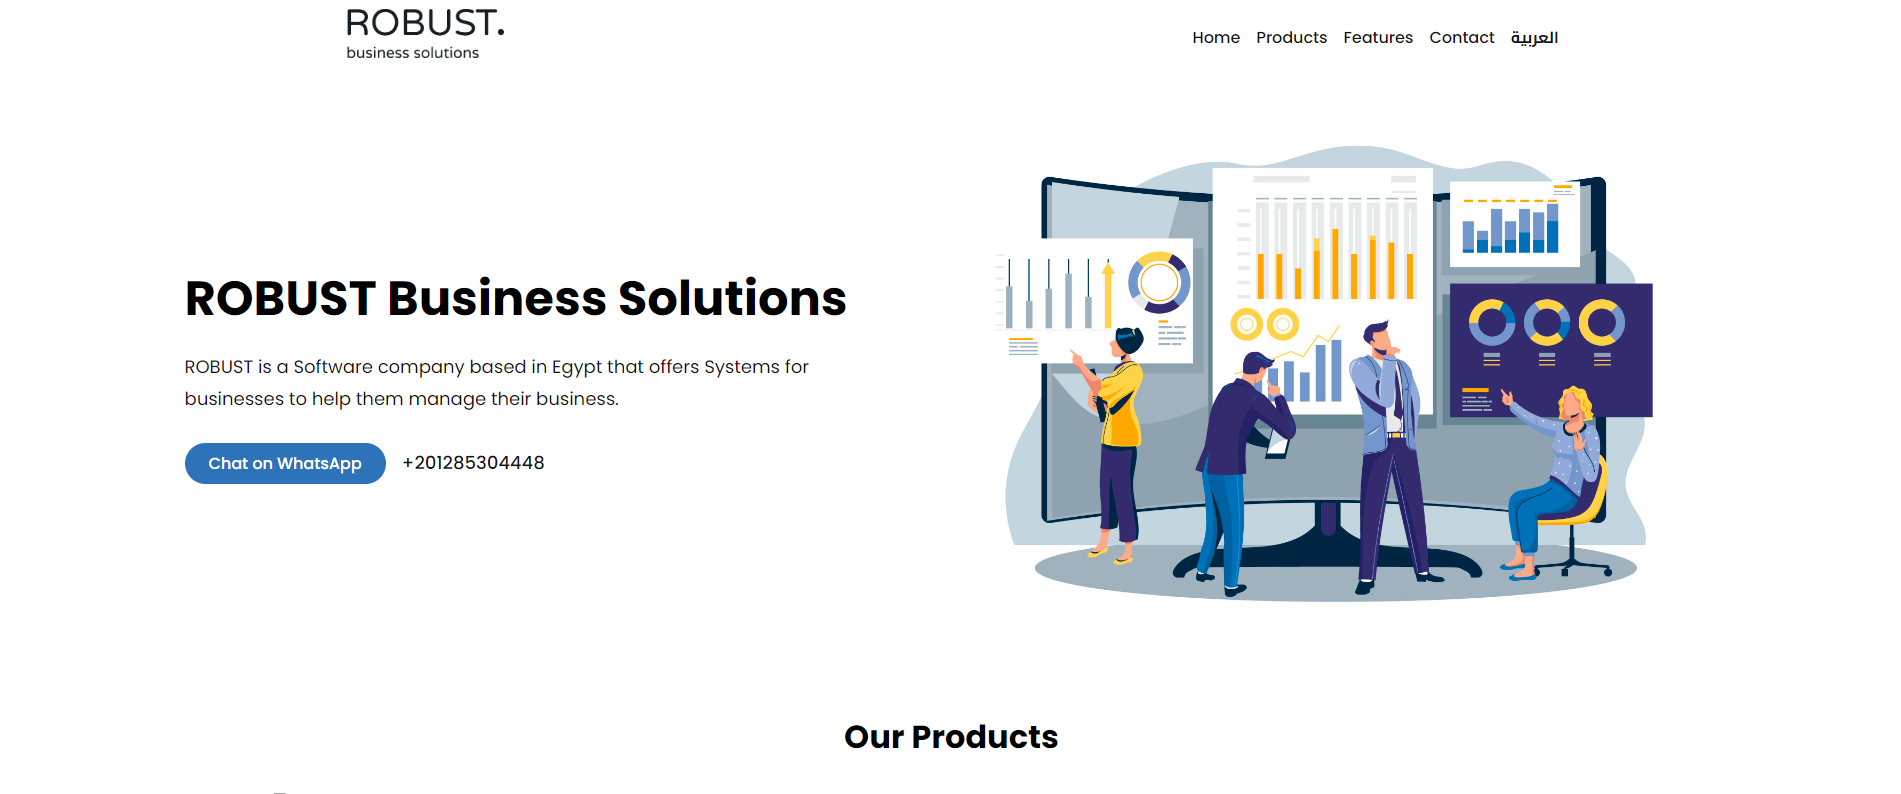 ROBUST.
business solutions
Home Products Features Contact العربية
ROBUST Business Solutions
ROBUST is a Software company based in Egypt that offers Systems for
businesses to help them manage their business.
Chat on WhatsApp +201285304448
Our Products